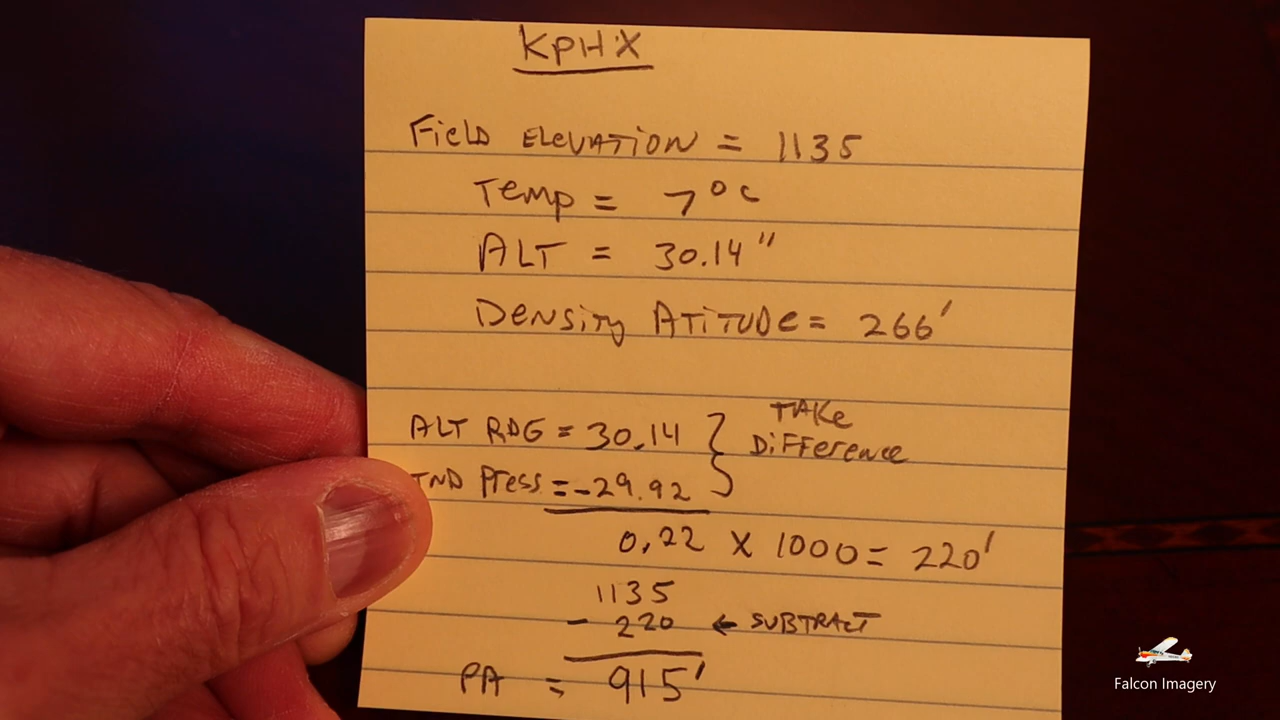 KPHX
Field Elevation = 1135
Temp = 7°C
ALT = 30.14"
Density Atitude = 266'
ALT RDG = 30.14 } TAKE Difference
Press = -29.92
0.22 X 1000 = 220'
1135
- 220 ← SUBTRACT
PA = 915'
Falcon Imagery